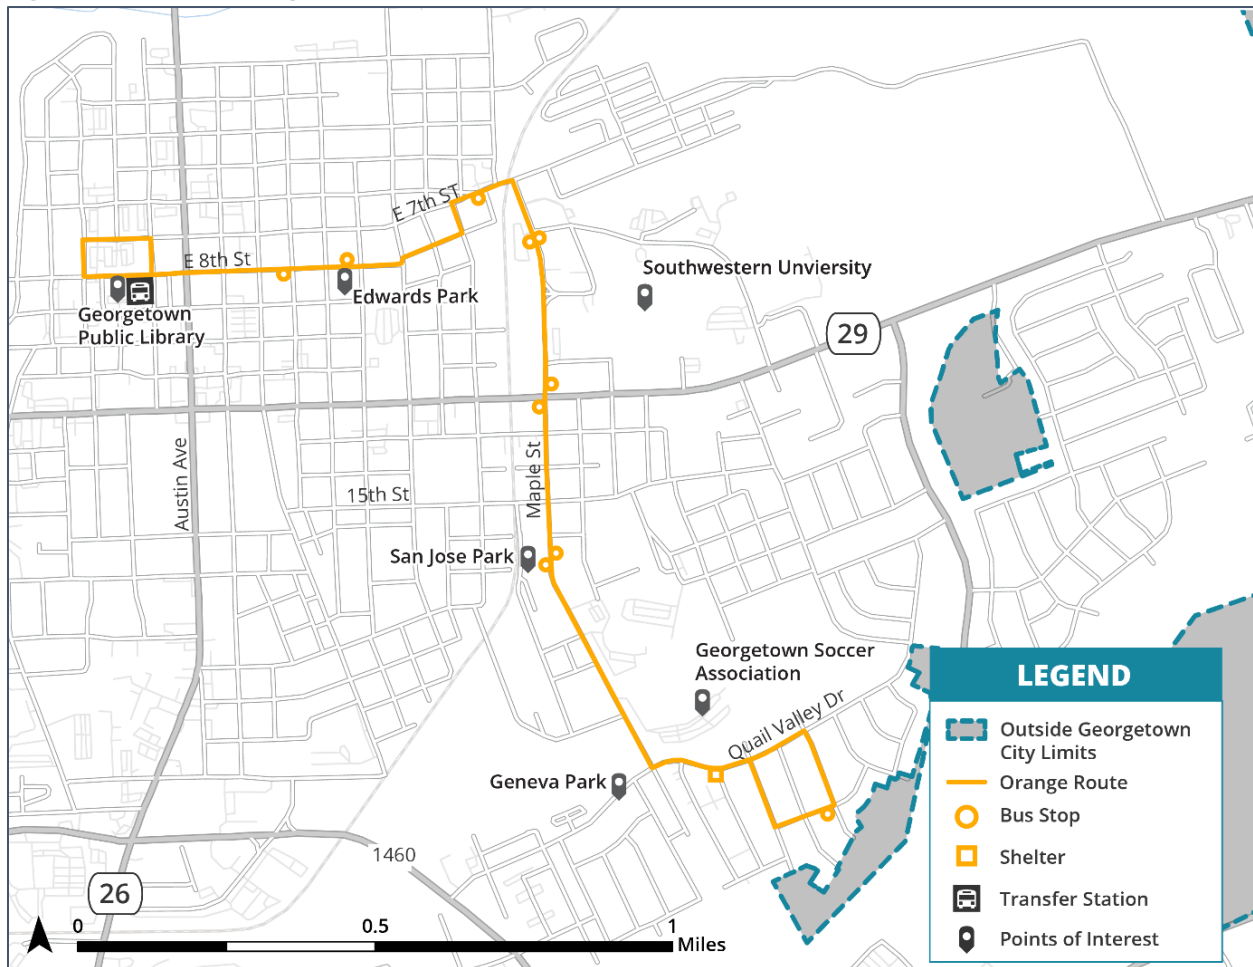 E 7th ST
E 8th St
Southwestern Unviersity
Edwards Park
Georgetown
Public Library
29
Austin Ave
Maple St
15th St
San Jose Park
Georgetown Soccer
Association
Quail Valley Dr
Geneva Park
1460
26
0
0.5
1
Miles
LEGEND
Outside Georgetown
City Limits
Orange Route
Bus Stop
Shelter
Transfer Station
Points of Interest